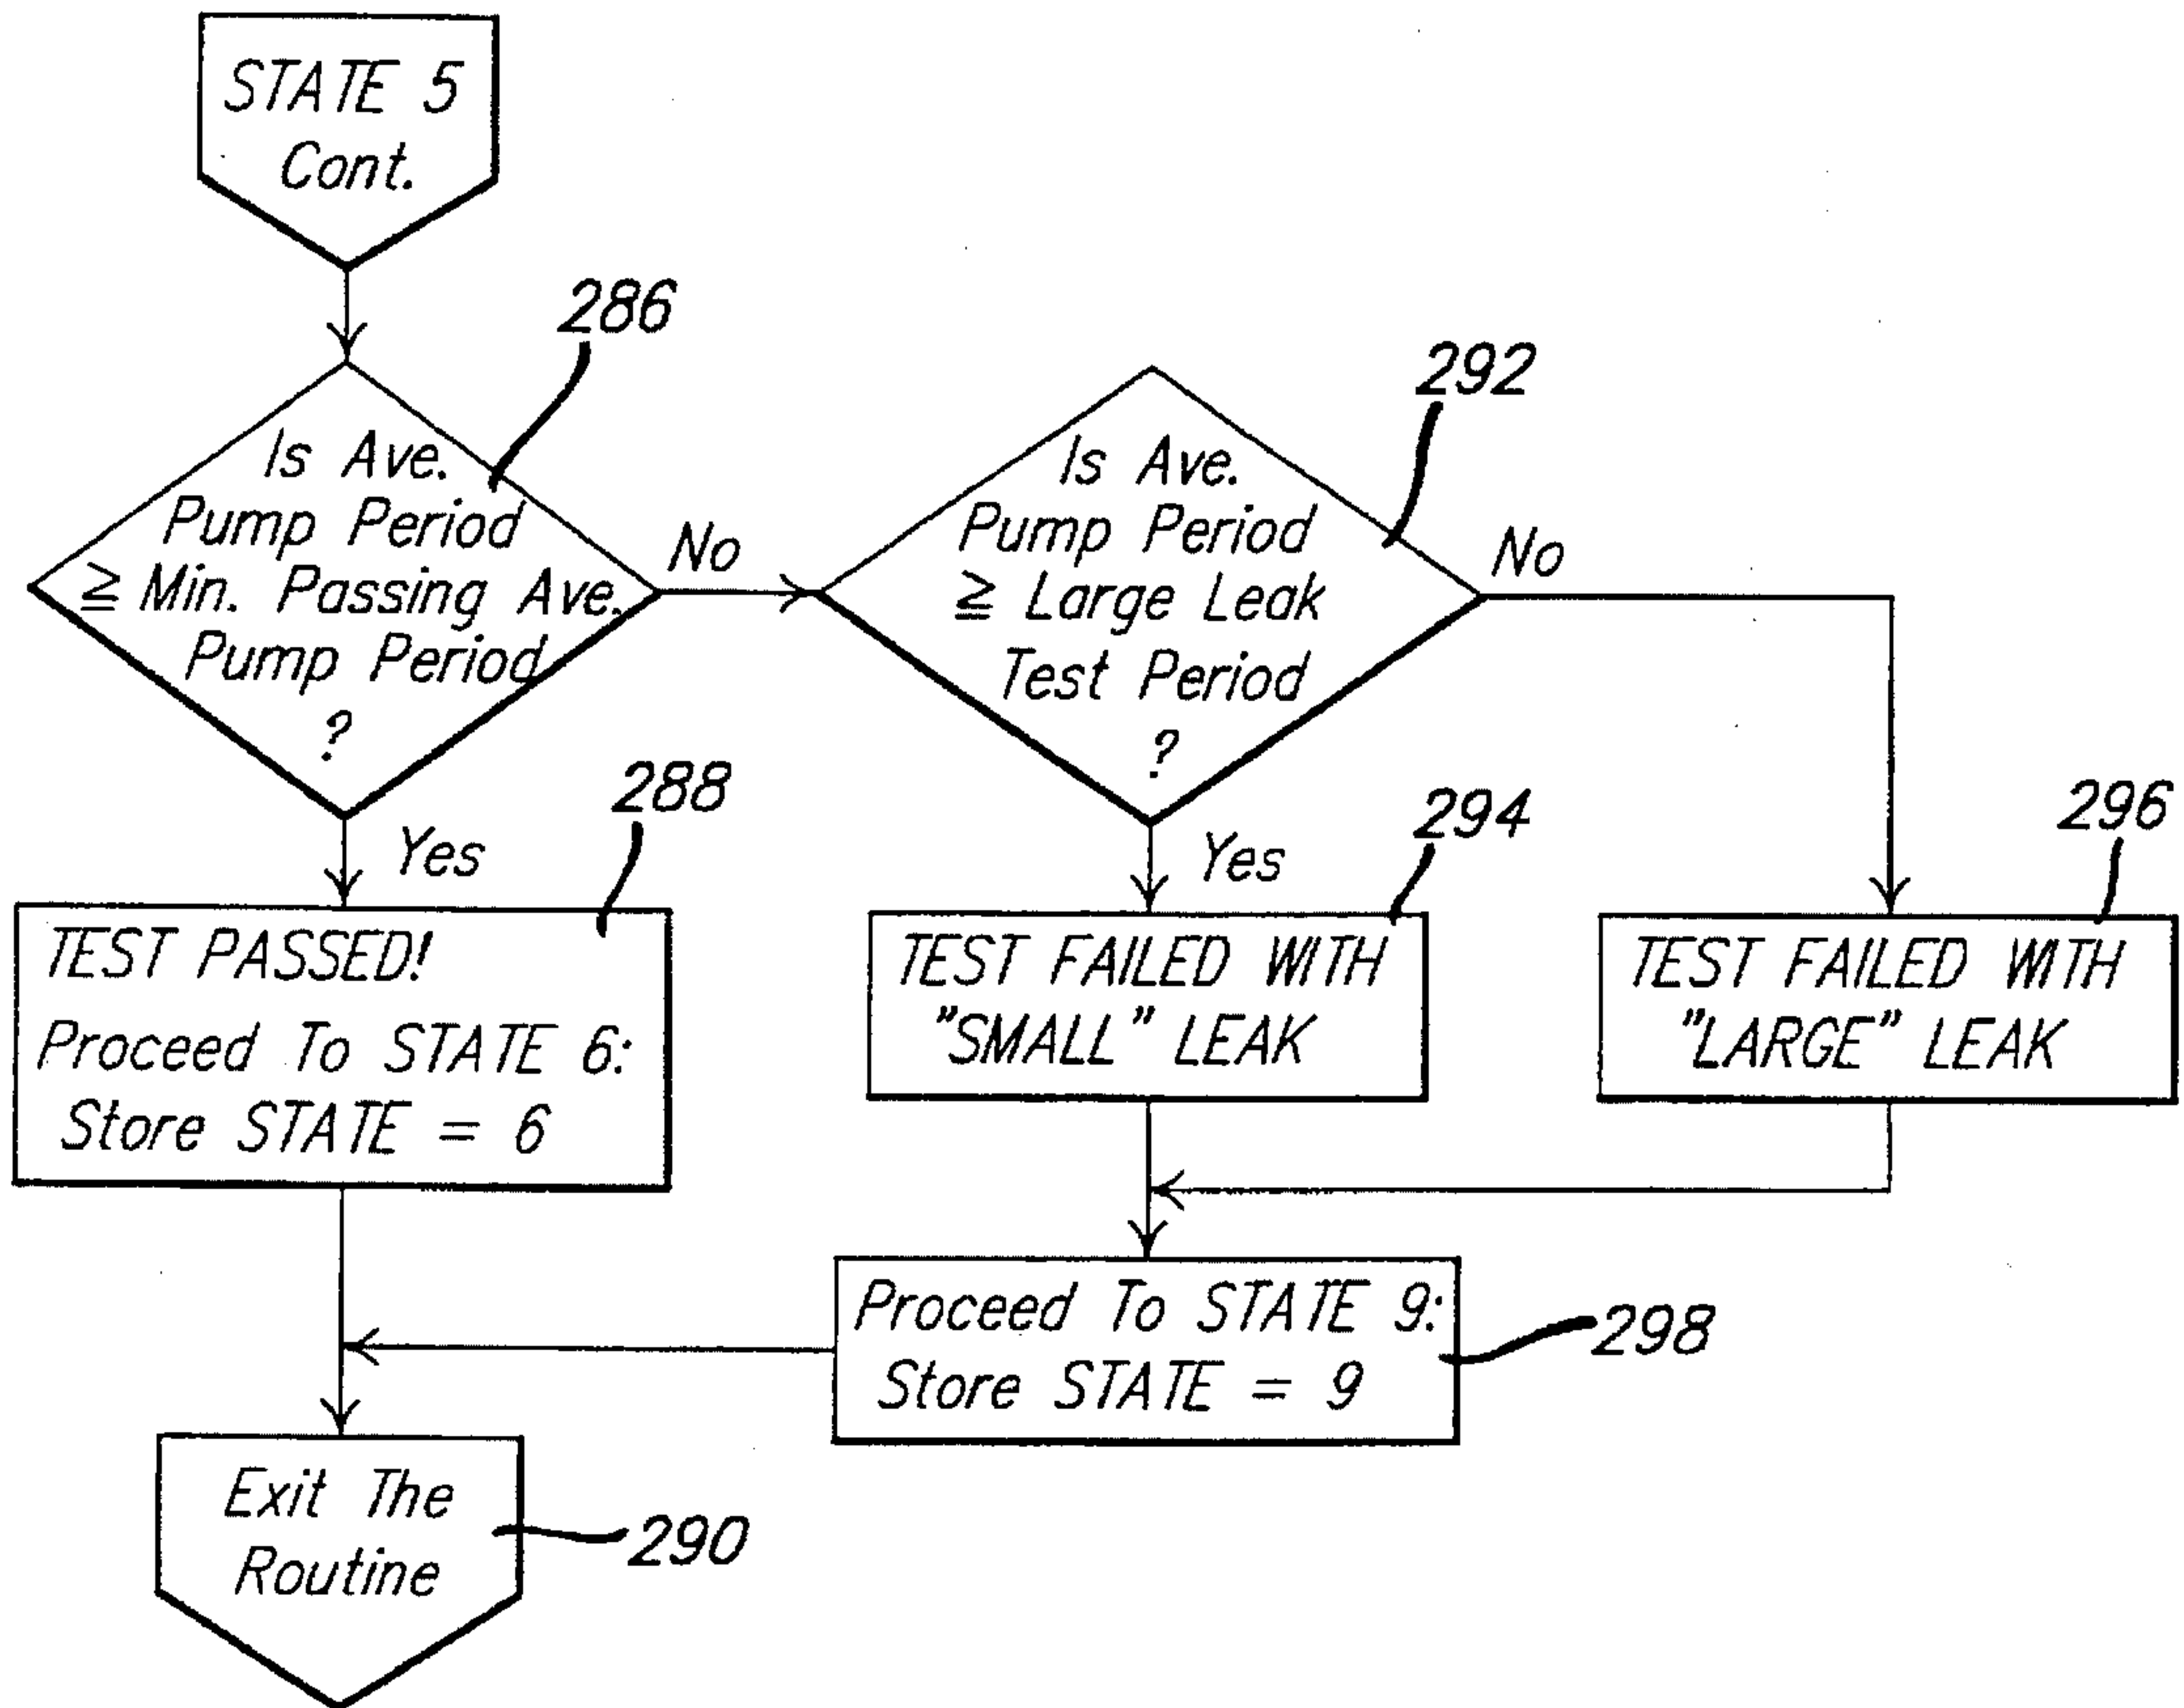 STATE 5
Cont.
286
Is Ave.
Pump Period
≧ Min. Passing Ave.
Pump Period
?
No
292
Is Ave.
Pump Period
≧ Large Leak
Test Period
?
No
Yes
288
TEST PASSED!
Proceed To STATE 6:
Store STATE = 6
Yes
294
TEST FAILED WITH
"SMALL" LEAK
296
TEST FAILED WITH
"LARGE" LEAK
Proceed To STATE 9:
Store STATE = 9
298
Exit The
Routine
290